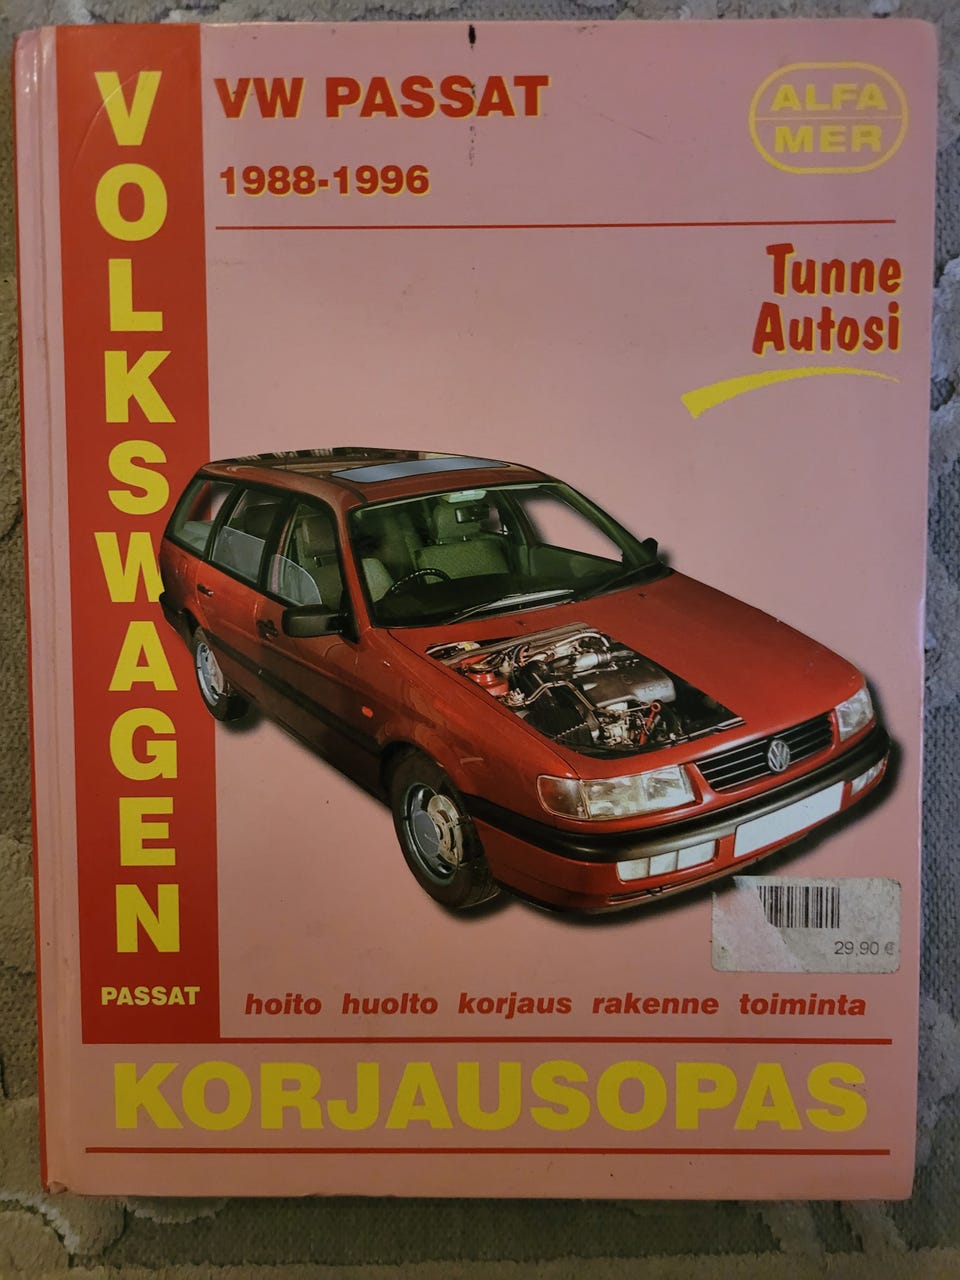 VOLKSWAGEN
PASSAT
VW PASSAT
1988-1996
ALFA
MER
Tunne
Autosi
29,90 €
hoito huolto korjaus rakenne toiminta
KORJAUSOPAS